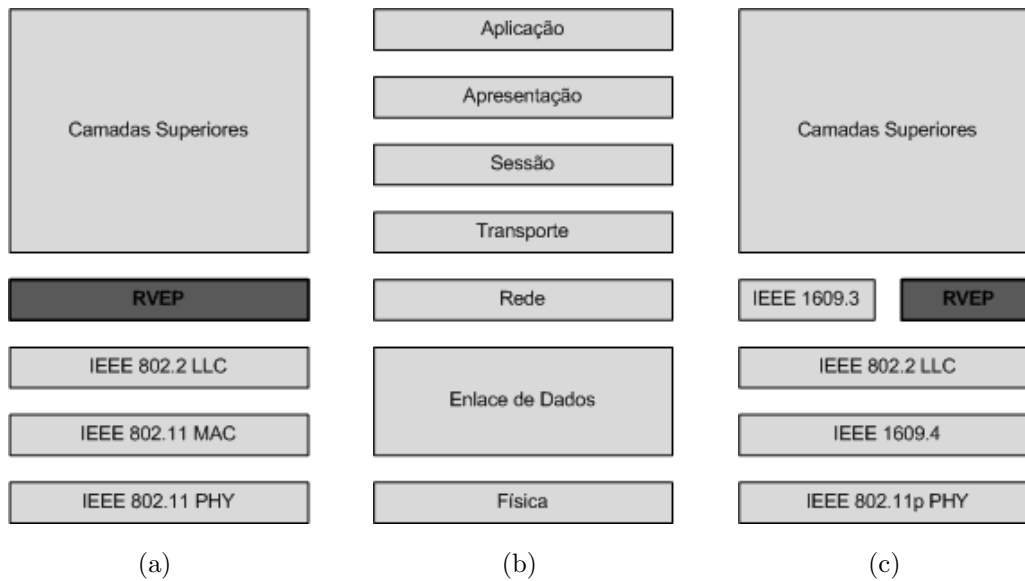 Camadas Superiores
RVEP
IEEE 802.2 LLC
IEEE 802.11 MAC
IEEE 802.11 PHY
(a)
Aplicação
Apresentação
Sessão
Transporte
Rede
Enlace de Dados
Física
(b)
Camadas Superiores
IEEE 1609.3
RVEP
IEEE 802.2 LLC
IEEE 1609.4
IEEE 802.11p PHY
(c)